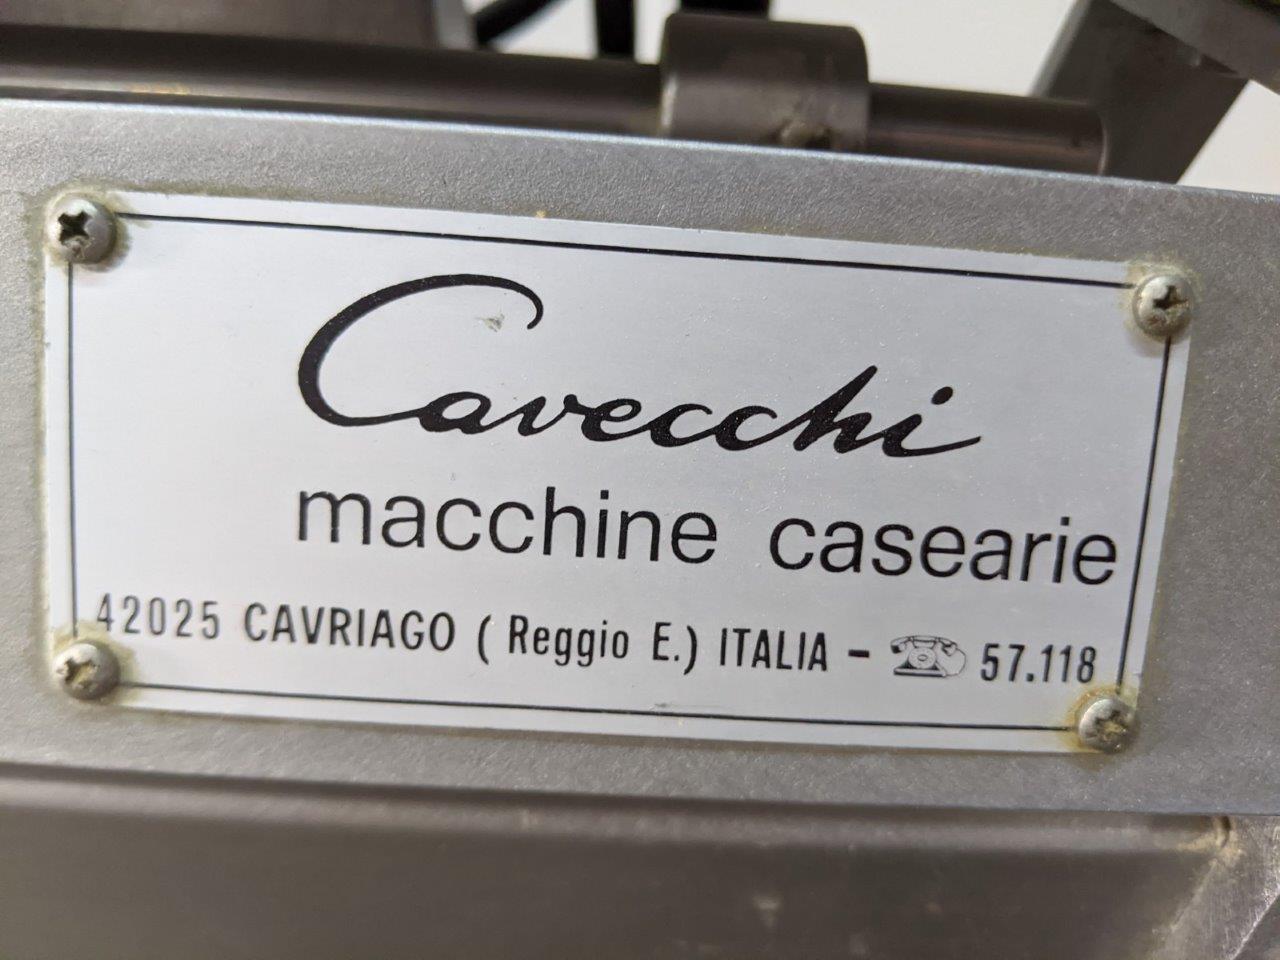 Cavecchi
macchine casearie
42025 CAVRIAGO ( Reggio E.) ITALIA - ☎ 57.118